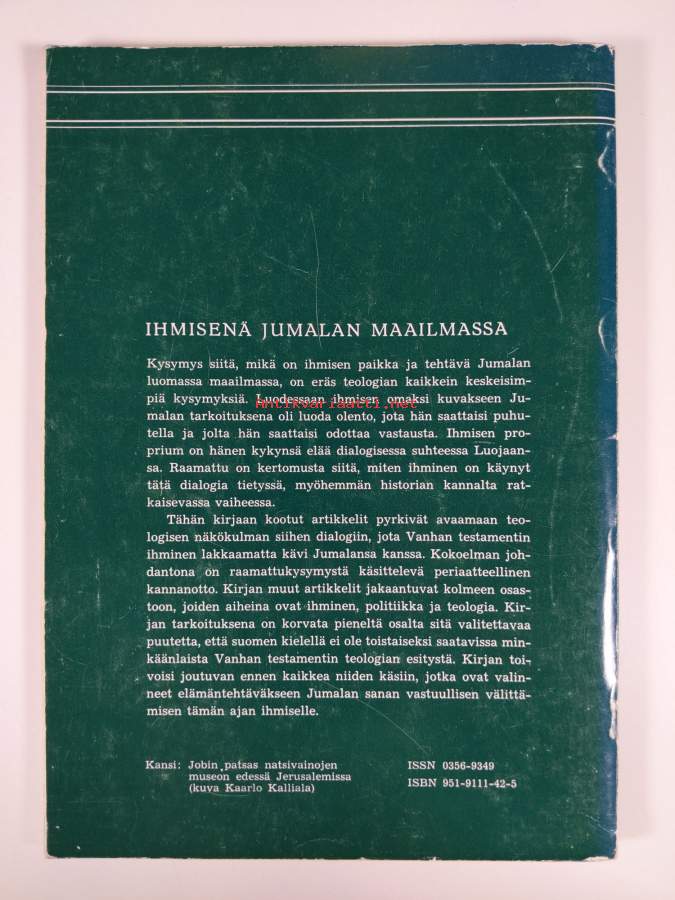 IHMISENÄ JUMALAN MAAILMASSA
Kysymys siitä, mikä on ihmisen paikka ja tehtävä Jumalan
luomassa maailmassa, on eräs teologian kaikkein keskeisim-
piä kysymyksiä. Luodessaan ihmisen omaksi kuvakseen Ju-
Antikvariaatti.net
malan tarkoituksena oli luoda olento, jota hän saattaisi puhu-
tella ja jolta hän saattaisi odottaa vastausta. Ihmisen pro-
prium on hänen kykynsä elää dialogisessa suhteessa Luojaan-
sa. Raamattu on kertomusta siitä, miten ihminen on käynyt
tätä dialogia tietyssä, myöhemmän historian kannalta rat-
kaisevassa vaiheessa.
Tähän kirjaan kootut artikkelit pyrkivät avaamaan teo-
logisen näkökulman siihen dialogiin, jota Vanhan testamentin
ihminen lakkaamatta kävi Jumalansa kanssa. Kokoelman joh-
dantona on raamattukysymystä käsittelevä periaatteellinen
kannanotto. Kirjan muut artikkelit jakaantuvat kolmeen osas-
toon, joiden aiheina ovat ihminen, politiikka ja teologia. Kir-
jan tarkoituksena on korvata pieneltä osalta sitä valitettavaa
puutetta, että suomen kielellä ei ole toistaiseksi saatavissa min-
käänlaista Vanhan testamentin teologian esitystä. Kirjan toi-
voisi joutuvan ennen kaikkea niiden käsiin, jotka ovat valin-
neet elämäntehtäväkseen Jumalan sanan vastuullisen välittä-
misen tämän ajan ihmiselle.
Kansi: Jobin patsas natsivainojen
museon edessä Jerusalemissa
(kuva Kaarlo Kalliala)
ISSN 0356-9349
ISBN 951-9111-42-5